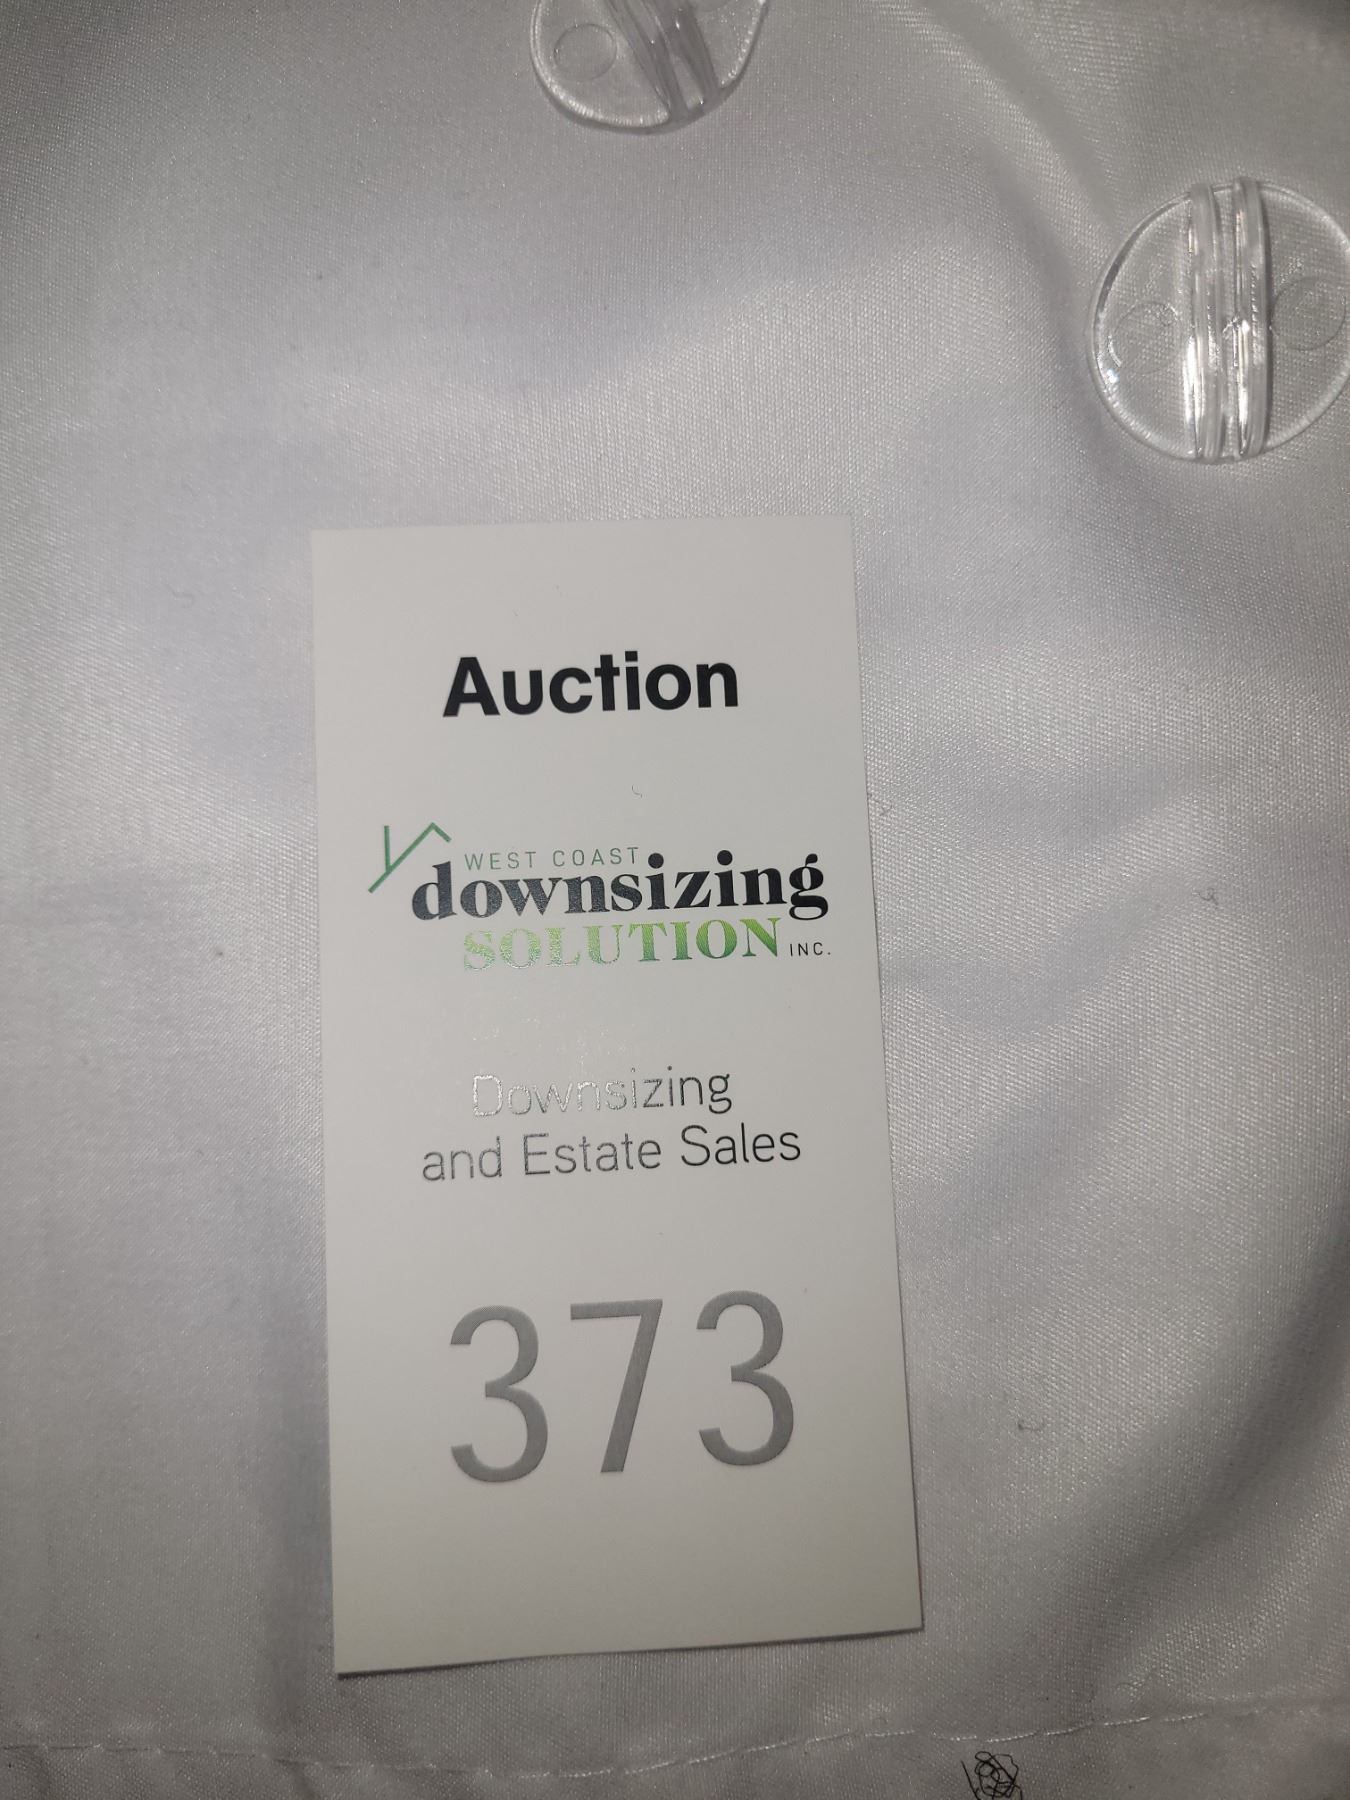 Auction
WEST COAST
downsizing
SOLUTION INC.
Downsizing
and Estate Sales
373